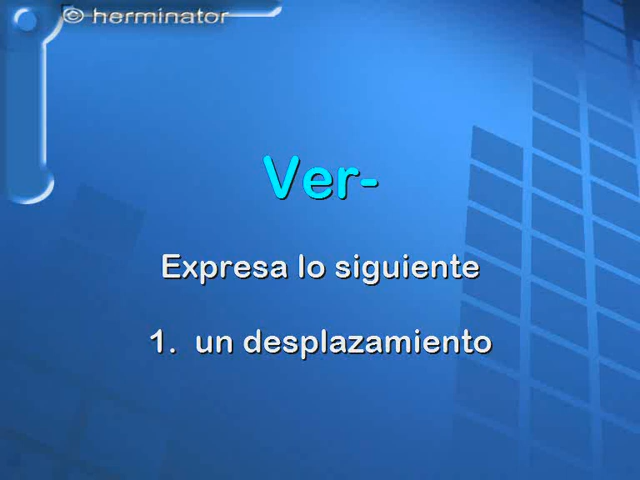 © herminator
Ver-
Expresa lo siguiente
1. un desplazamiento